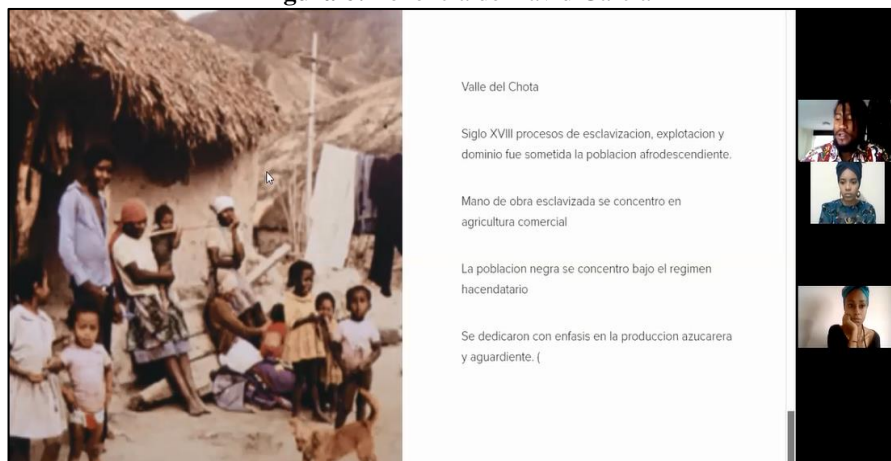 Valle del Chota
Siglo XVIII procesos de esclavizacion, explotacion y
dominio fue sometida la poblacion afrodescendiente.
Mano de obra esclavizada se concentro en
agricultura comercial
La poblacion negra se concentro bajo el regimen
hacendatario
Se dedicaron con enfasis en la produccion azucarera
y aguardiente. (